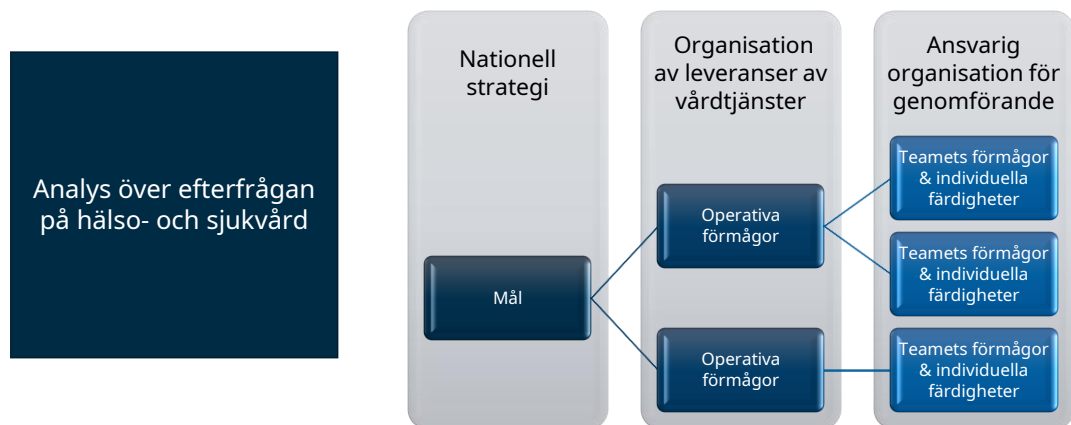 Analys över efterfrågan
på hälso- och sjukvård
Nationell
strategi
Mål
Organisation
av leveranser av
vårdtjänster
Operativa
förmågor
Operativa
förmågor
Ansvarig
organisation för
genomförande
Teamets förmågor
& individuella
färdigheter
Teamets förmågor
& individuella
färdigheter
Teamets förmågor
& individuella
färdigheter